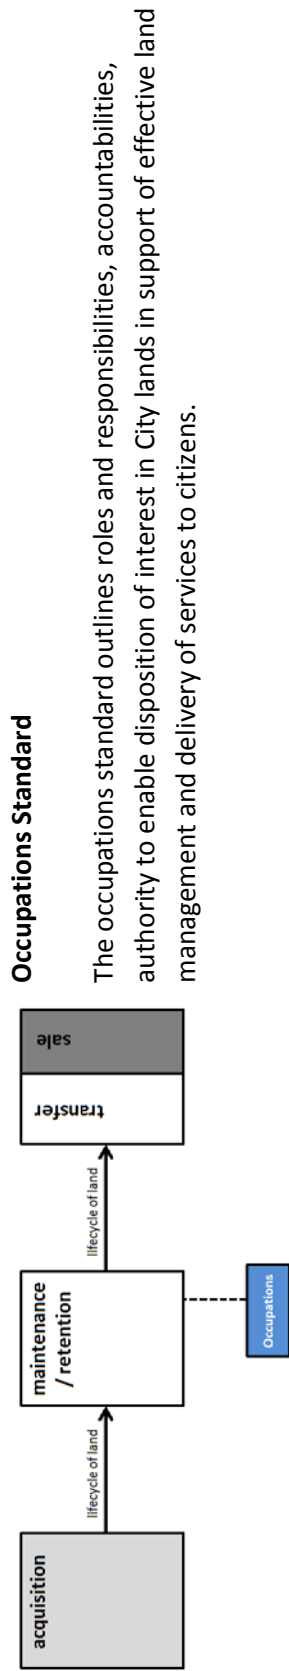 acquisition
lifecycle of land
maintenance
/ retention
lifecycle of land
transfer
sale
Occupations
Occupations Standard
The occupations standard outlines roles and responsibilities, accountabilities,
authority to enable disposition of interest in City lands in support of effective land
management and delivery of services to citizens.